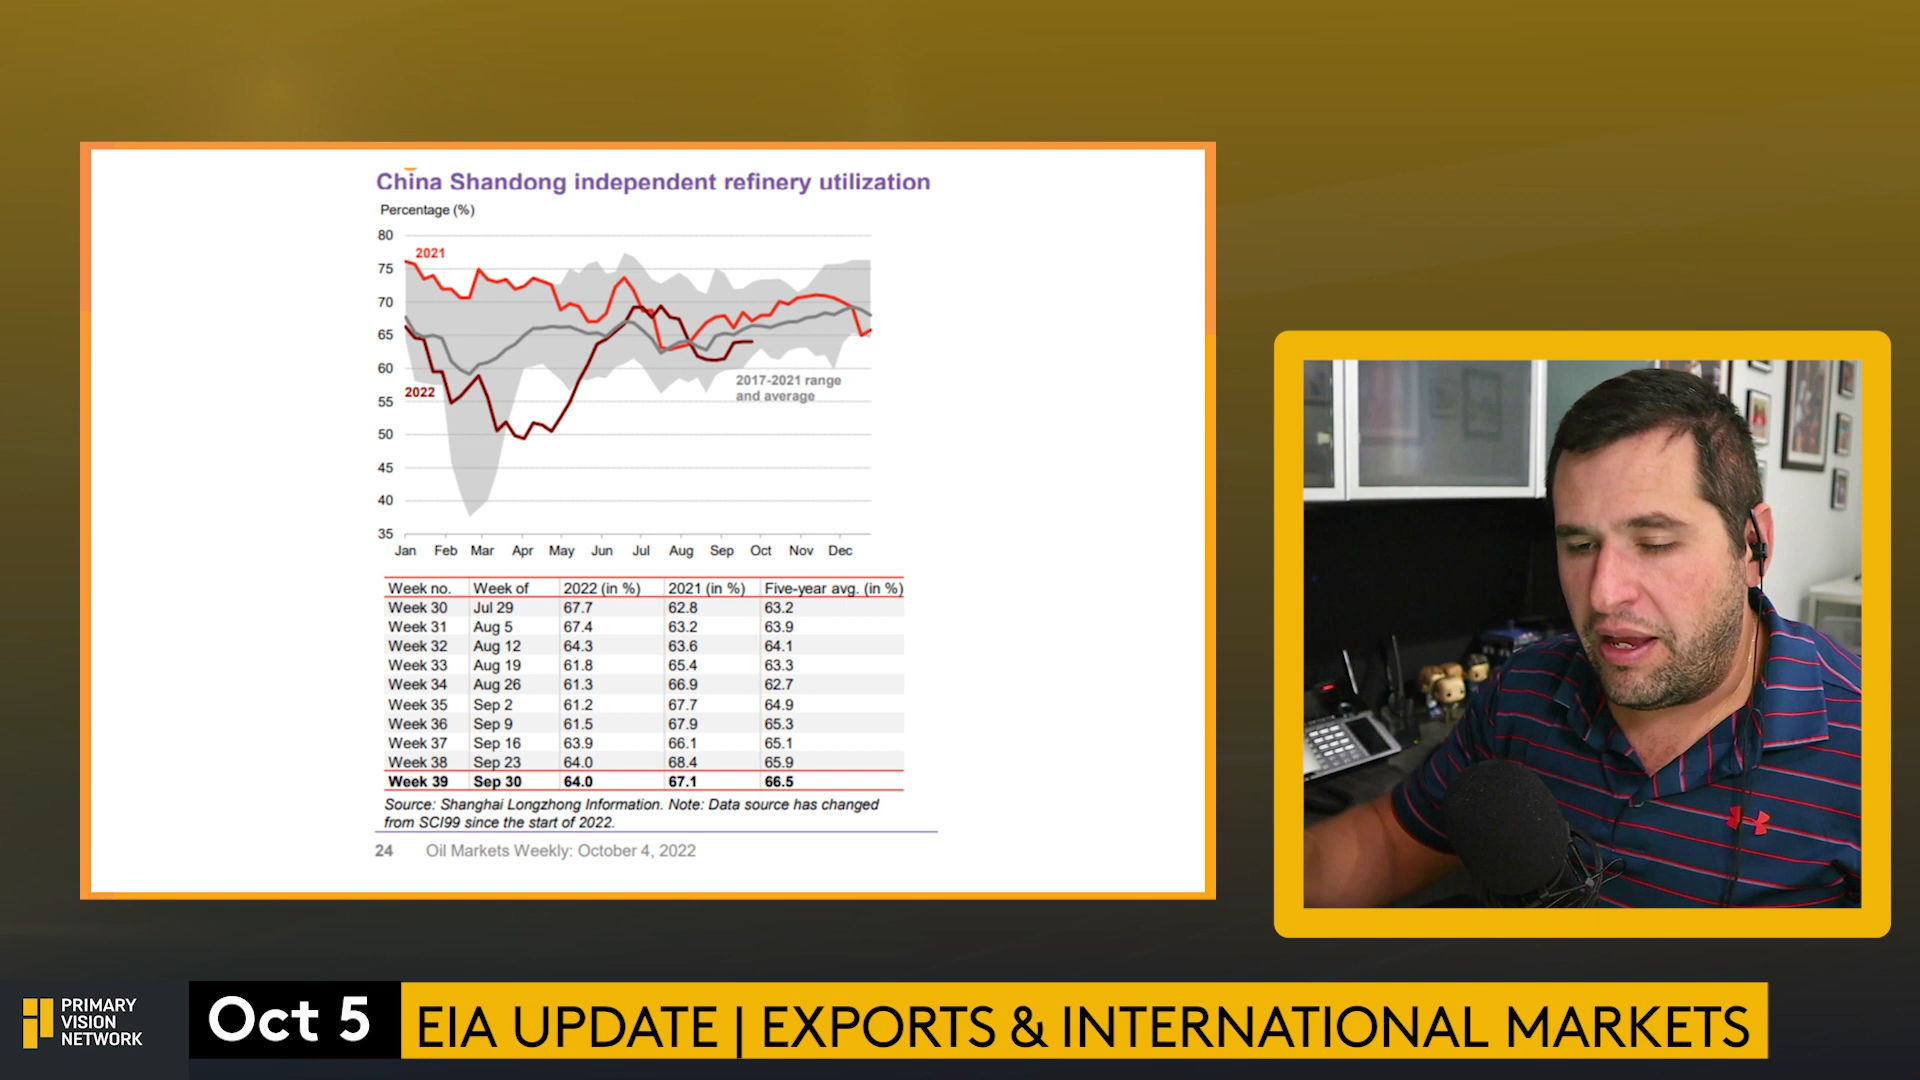 China Shandong independent refinery utilization
Percentage (%)
80
75
70
65
60
55
50
45
40
35
2021
2022
2017-2021 range
and average
Jan Feb Mar Apr May Jun Jul Aug Sep Oct Nov Dec
Week no. Week of 2022 (in %) 2021 (in %) Five-year avg. (in %)
Week 30 Jul 29 67.7 62.8 63.2
Week 31 Aug 5 67.4 63.2 63.9
Week 32 Aug 12 64.3 63.6 64.1
Week 33 Aug 19 61.8 65.4 63.3
Week 34 Aug 26 61.3 66.9 62.7
Week 35 Sep 2 61.2 67.7 64.9
Week 36 Sep 9 61.5 67.9 65.3
Week 37 Sep 16 63.9 66.1 65.1
Week 38 Sep 23 64.0 68.4 65.9
Week 39 Sep 30 64.0 67.1 66.5
Source: Shanghai Longzhong Information. Note: Data source has changed
from SCI99 since the start of 2022.
24 Oil Markets Weekly: October 4, 2022
PRIMARY
VISION
NETWORK
Oct 5
EIA UPDATE | EXPORTS & INTERNATIONAL MARKETS